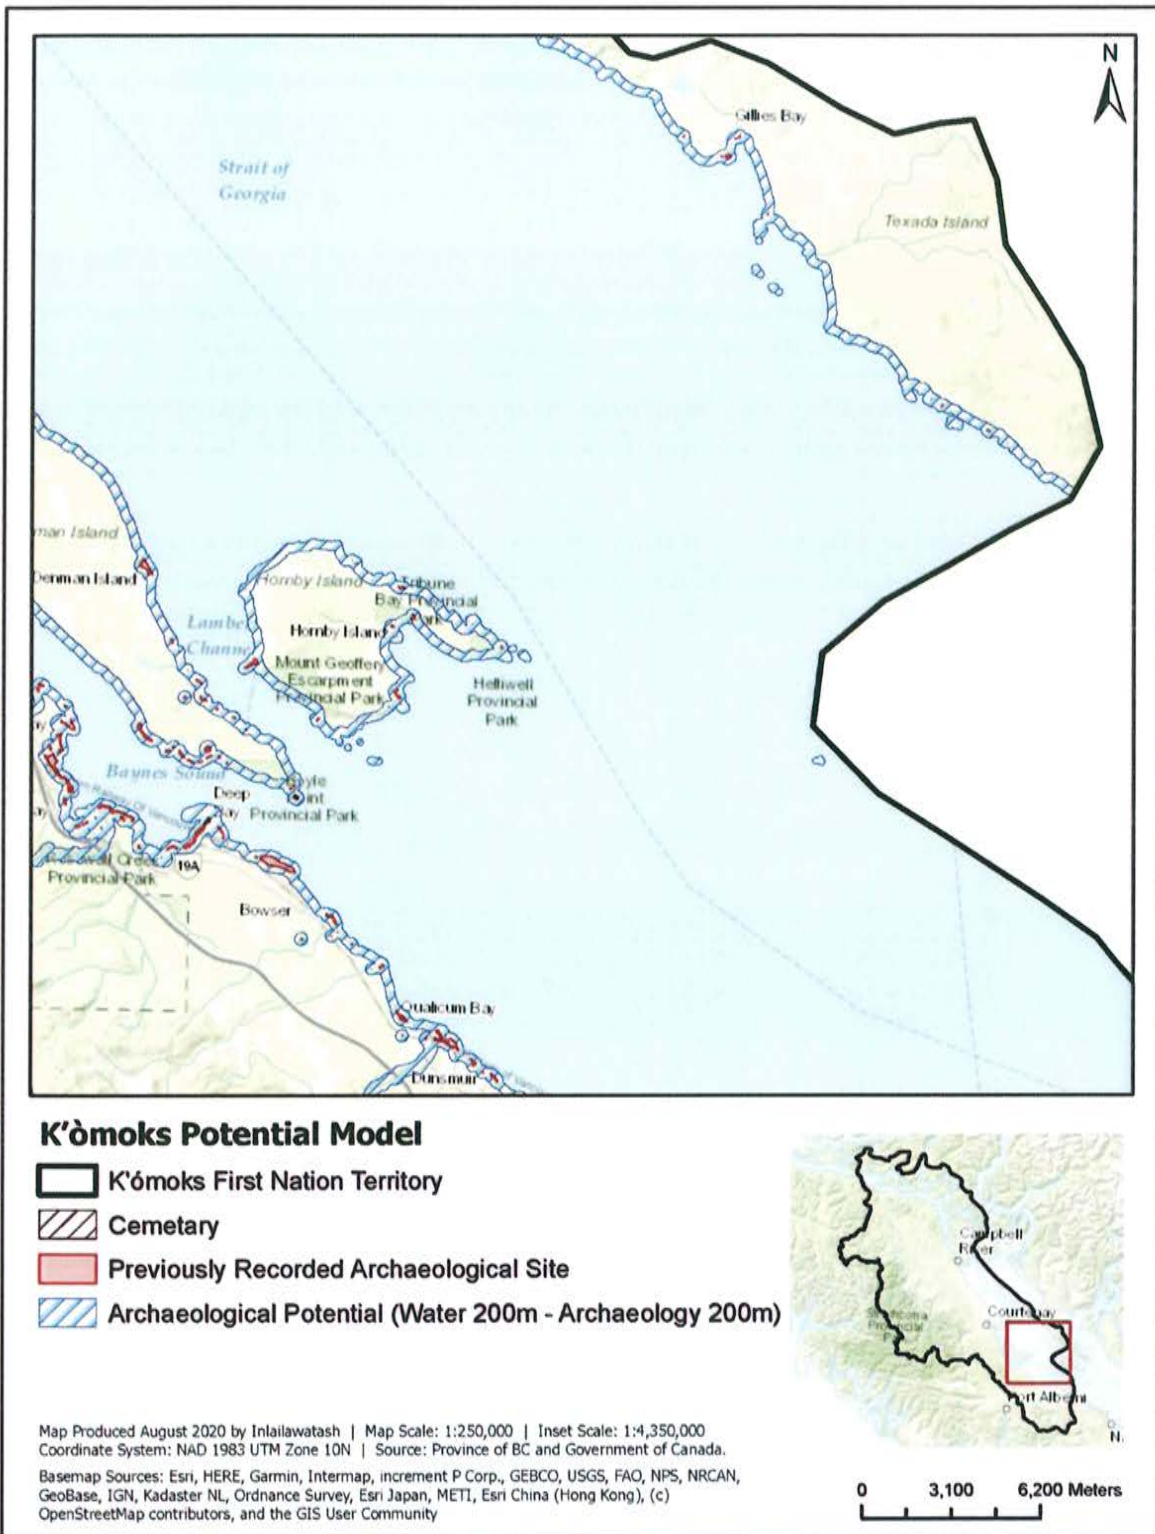 N
Gillies Bay
Strait of
Georgia
Texada Island
man Island
Denman Island
Hornby Island
Tribune
Bay Provincial
Park
Hornby Island
Mount Geoffery
Escarpment
Provincial Park
Helliwell
Provincial
Park
Baynes Sound
Deep
Provincial Park
19A
Provincial Park
Bowser
Qualicum Bay
Dunsmuir
K'òmoks Potential Model
K'ómoks First Nation Territory
Cemetary
Previously Recorded Archaeological Site
Archaeological Potential (Water 200m - Archaeology 200m)
Campbell
River
Courtenay
Port Alberni
N.
Map Produced August 2020 by Inlailawatash | Map Scale: 1:250,000 | Inset Scale: 1:4,350,000
Coordinate System: NAD 1983 UTM Zone 10N | Source: Province of BC and Government of Canada.
Basemap Sources: Esri, HERE, Garmin, Intermap, increment P Corp., GEBCO, USGS, FAO, NPS, NRCAN,
GeoBase, IGN, Kadaster NL, Ordnance Survey, Esri Japan, METI, Esri China (Hong Kong), (c)
OpenStreetMap contributors, and the GIS User Community
0 3,100 6,200 Meters